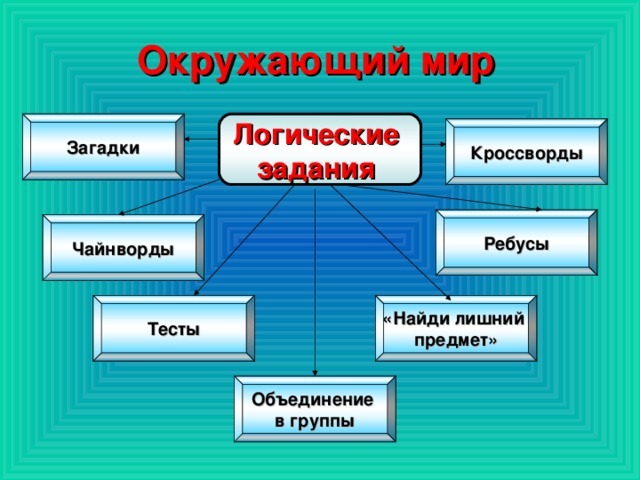 Окружающий мир
Логические
задания
Загадки
Кроссворды
Чайнворды
Ребусы
Тесты
«Найди лишний
предмет»
Объединение
в группы